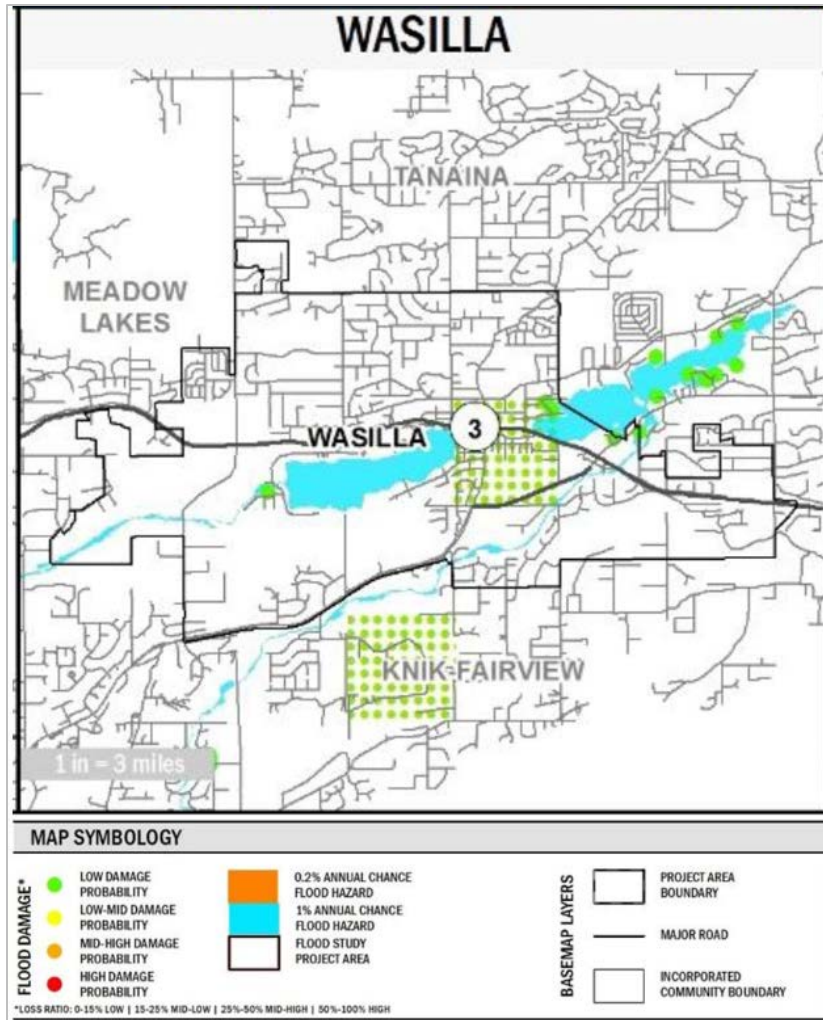 WASILLA
TANAINA
MEADOW
LAKES
WASILLA
3
KNIK-FAIRVIEW
1 in = 3 miles
MAP SYMBOLOGY
FLOOD DAMAGE*
LOW DAMAGE
PROBABILITY
LOW-MID DAMAGE
PROBABILITY
MID-HIGH DAMAGE
PROBABILITY
HIGH DAMAGE
PROBABILITY
0.2% ANNUAL CHANCE
FLOOD HAZARD
1% ANNUAL CHANCE
FLOOD HAZARD
FLOOD STUDY
PROJECT AREA
BASEMAP LAYERS
PROJECT AREA
BOUNDARY
MAJOR ROAD
INCORPORATED
COMMUNITY BOUNDARY
*LOSS RATIO: 0-15% LOW | 15-25% MID-LOW | 25%-50% MID-HIGH | 50%-100% HIGH